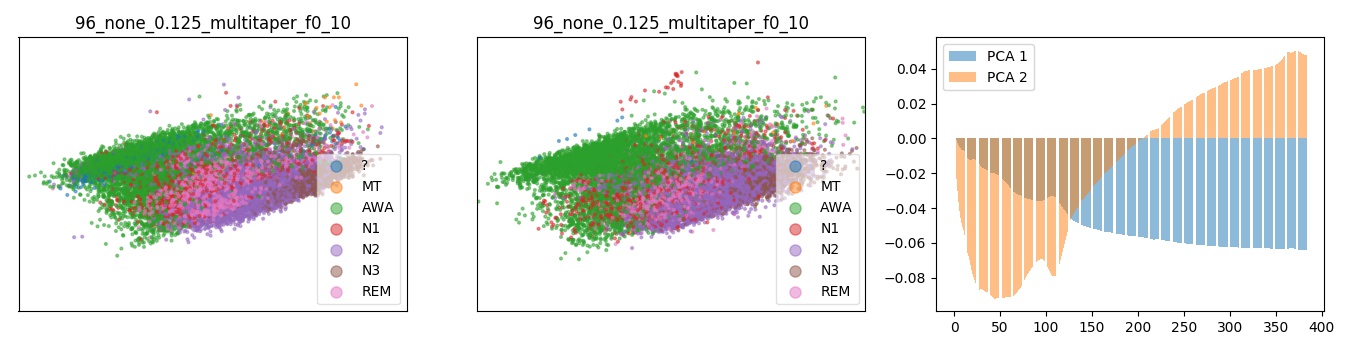 96_none_0.125_multitaper_f0_10
?
MT
AWA
N1
N2
N3
REM
96_none_0.125_multitaper_f0_10
?
MT
AWA
N1
N2
N3
REM
PCA 1
PCA 2
0.04
0.02
0.00
−0.02
−0.04
−0.06
−0.08
0
50
100
150
200
250
300
350
400